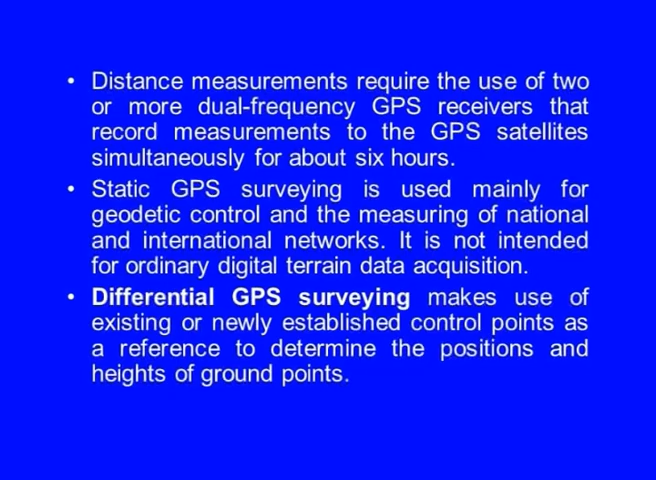 • Distance measurements require the use of two
or more dual-frequency GPS receivers that
record measurements to the GPS satellites
simultaneously for about six hours.
• Static GPS surveying is used mainly for
geodetic control and the measuring of national
and international networks. It is not intended
for ordinary digital terrain data acquisition.
• Differential GPS surveying makes use of
existing or newly established control points as
a reference to determine the positions and
heights of ground points.